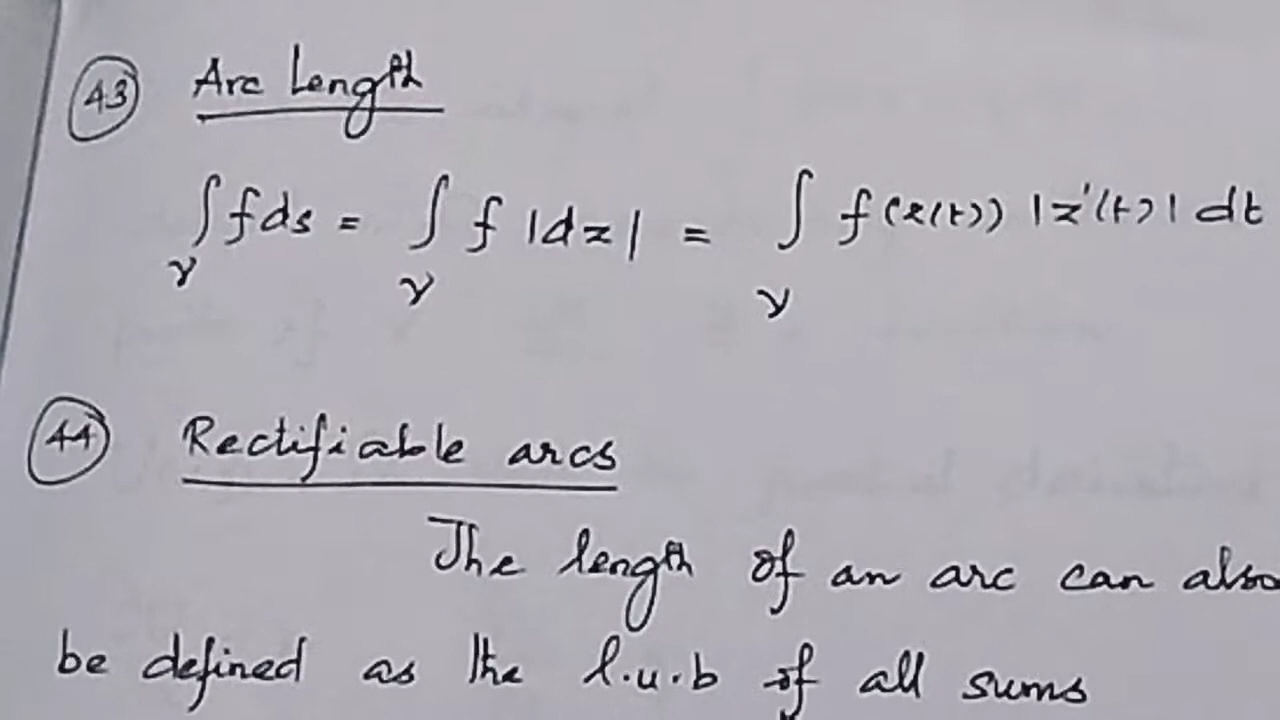 43 Arc Length
∫f ds = ∫ f |dz| = ∫ f(z(t)) |z'(t)| dt
γ γ γ
44 Rectifiable arcs
The length of an arc can also
be defined as the l.u.b of all sums